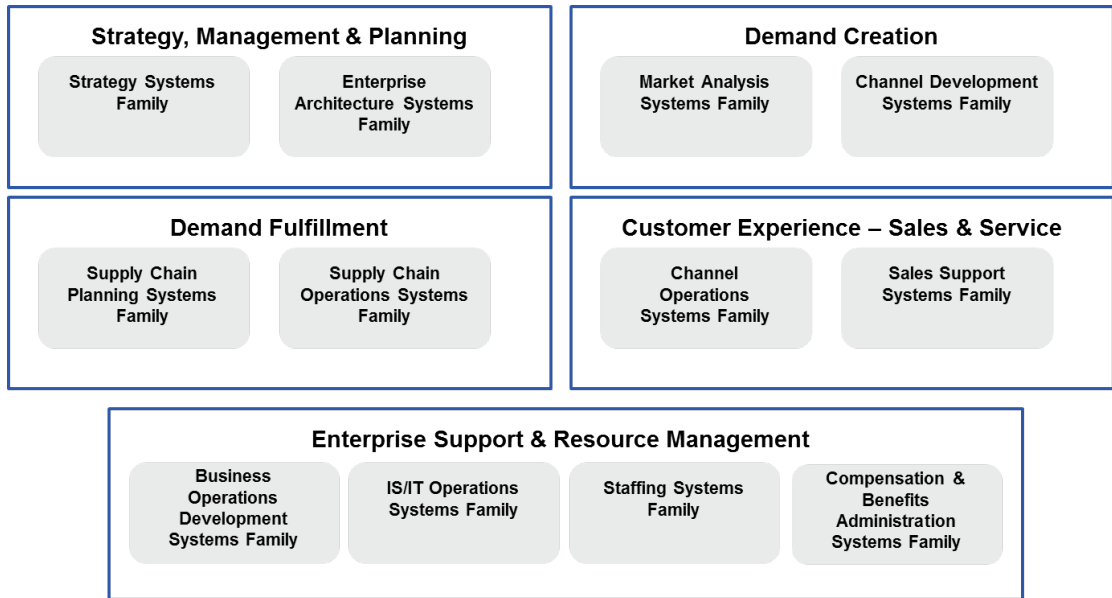 Strategy, Management & Planning
Strategy Systems
Family
Enterprise
Architecture Systems
Family
Demand Creation
Market Analysis
Systems Family
Channel Development
Systems Family
Demand Fulfillment
Supply Chain
Planning Systems
Family
Supply Chain
Operations Systems
Family
Customer Experience – Sales & Service
Channel
Operations
Systems Family
Sales Support
Systems Family
Enterprise Support & Resource Management
Business
Operations
Development
Systems Family
IS/IT Operations
Systems Family
Staffing Systems
Family
Compensation &
Benefits
Administration
Systems Family